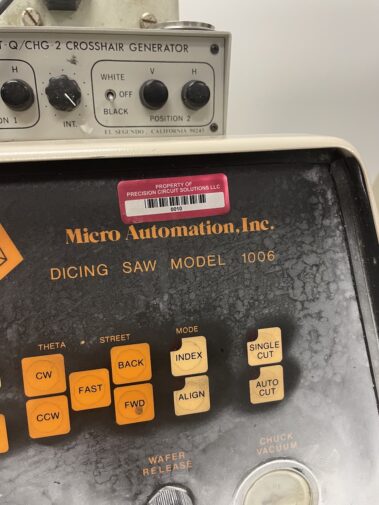 Q/CHG 2 CROSSHAIR GENERATOR
H
INT.
WHITE
OFF
BLACK
V
H
POSITION 2
EL SEGUNDO, CALIFORNIA 90245
PROPERTY OF
PRECISION CIRCUIT SOLUTIONS LLC
0010
Micro Automation, Inc.
DICING SAW MODEL 1006
THETA
STREET
MODE
CW
CCW
FAST
BACK
FWD
INDEX
ALIGN
SINGLE
CUT
AUTO
CUT
WAFER
RELEASE
CHUCK
VACUUM